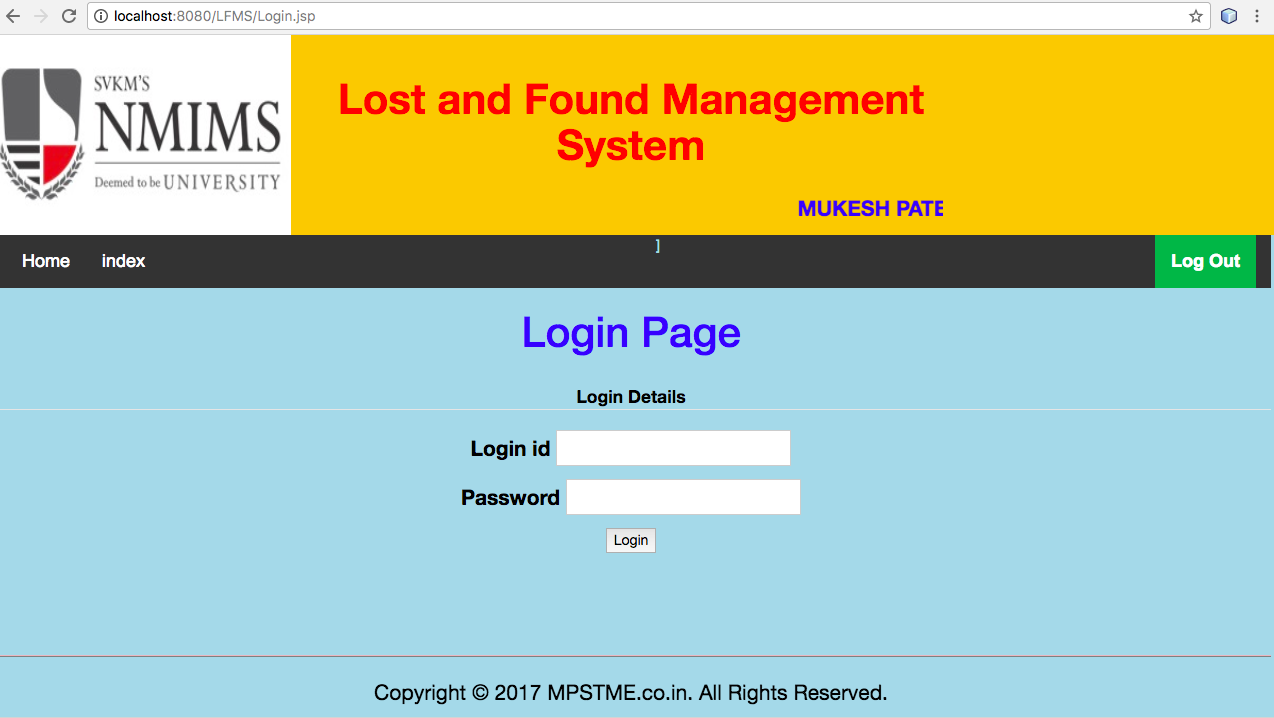 localhost:8080/LFMS/Login.jsp
SVKM'S
NMIMS
Deemed to be UNIVERSITY
Lost and Found Management
System
MUKESH PATE
]
Home index Log Out
Login Page
Login Details
Login id
Password
Login
Copyright © 2017 MPSTME.co.in. All Rights Reserved.